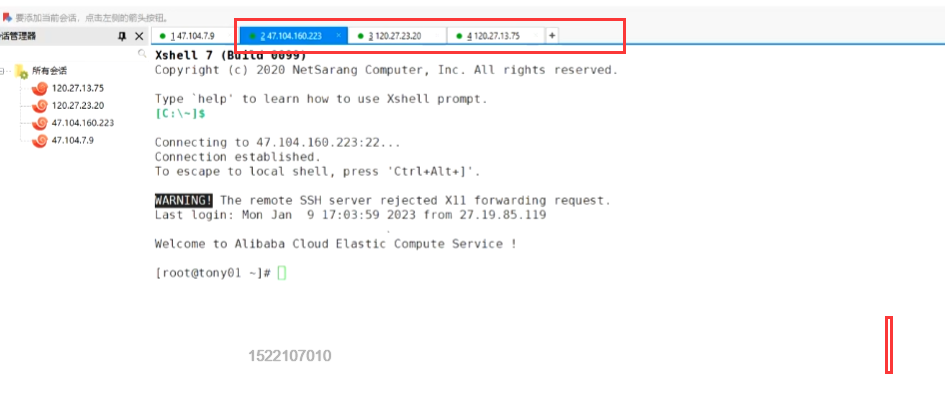 要添加当前会话，点击左侧的箭头按钮。
话管理器
1 47.104.7.9 2 47.104.160.223 × 3 120.27.23.20 4 120.27.13.75 +
所有会话
120.27.13.75
120.27.23.20
47.104.160.223
47.104.7.9
Xshell 7 (Build 0099)
Copyright (c) 2020 NetSarang Computer, Inc. All rights reserved.
Type `help' to learn how to use Xshell prompt.
[C:\~]$
Connecting to 47.104.160.223:22...
Connection established.
To escape to local shell, press 'Ctrl+Alt+]'.
WARNING! The remote SSH server rejected X11 forwarding request.
Last login: Mon Jan  9 17:03:59 2023 from 27.19.85.119
Welcome to Alibaba Cloud Elastic Compute Service !
[root@tony01 ~]#
1522107010